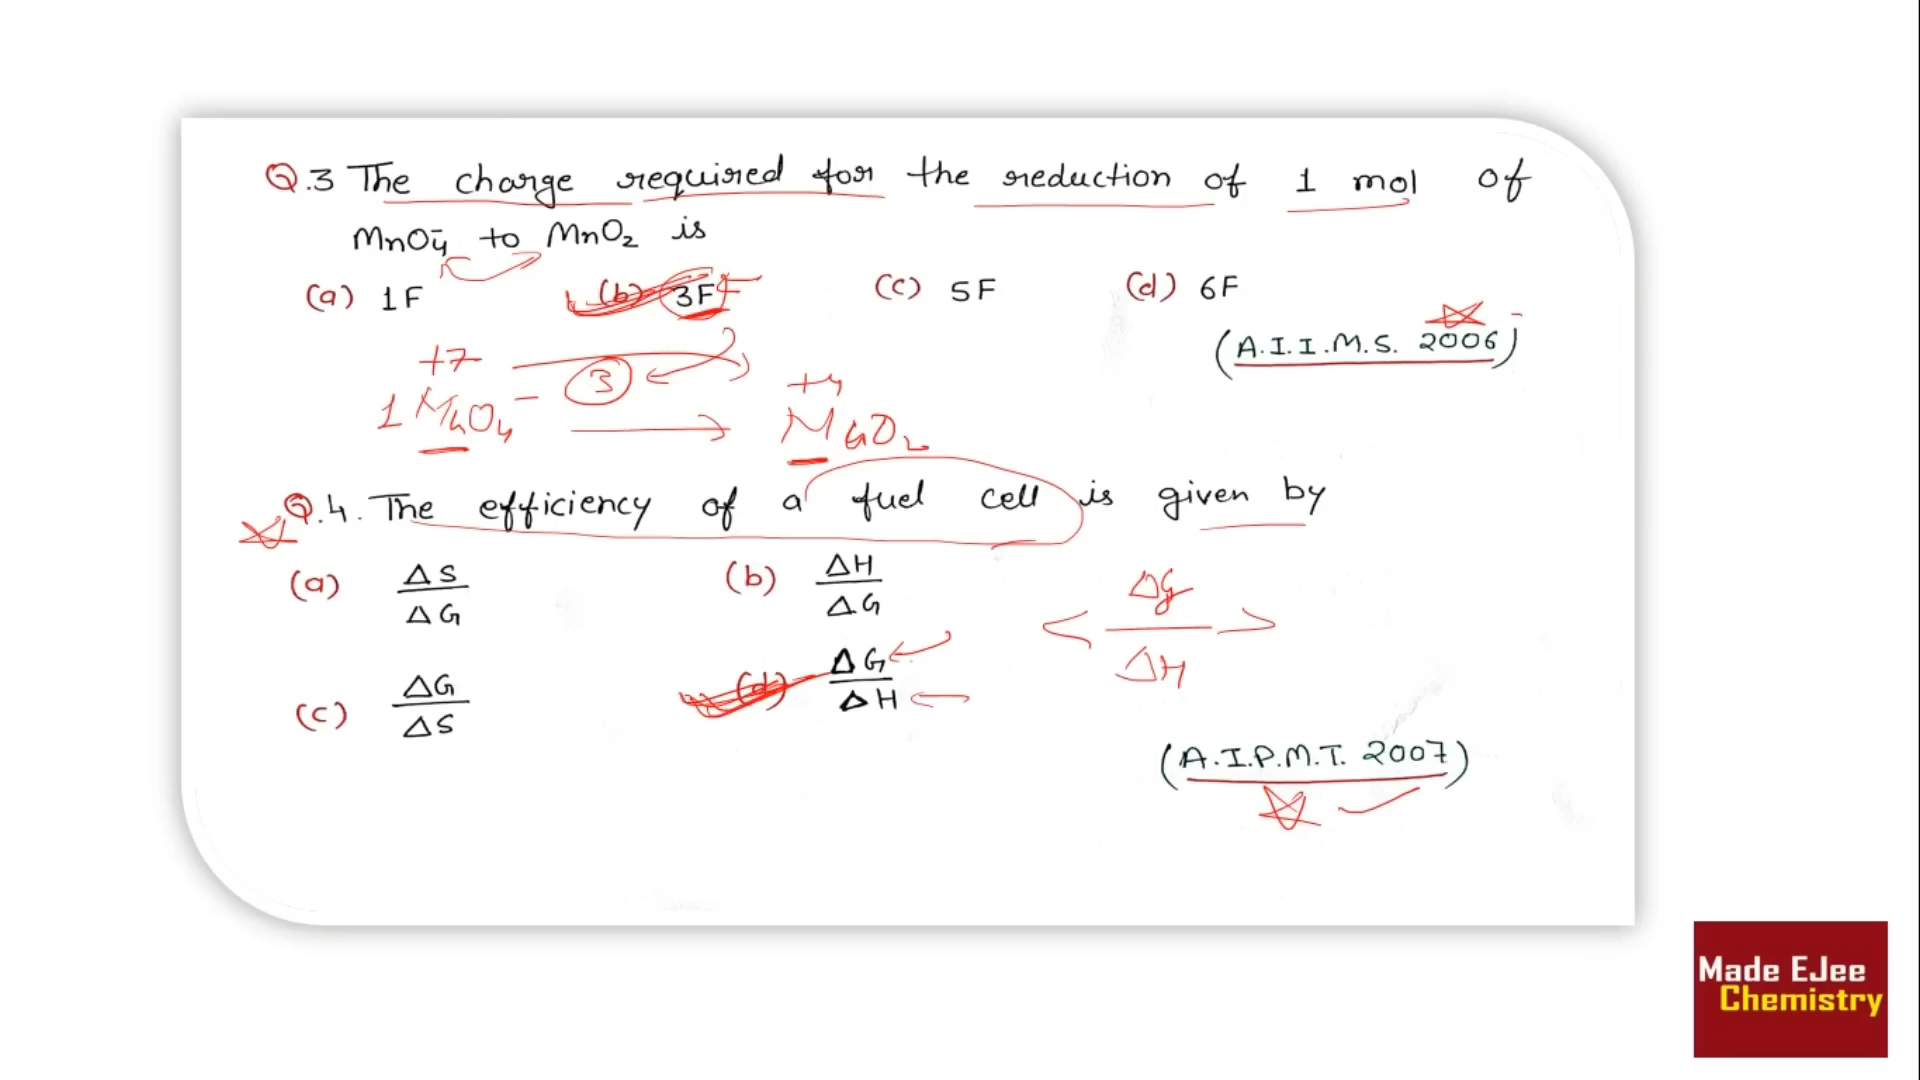 Q.3 The charge required for the reduction of 1 mol of
MnO₄⁻ to MnO₂ is
(a) 1F (b) 3F (c) 5F (d) 6F
(A.I.I.M.S. 2006)
+7 3 +4
1 MnO₄⁻ → MnO₂
Q.4. The efficiency of a fuel cell is given by
(a) ΔS/ΔG (b) ΔH/ΔG
ΔG/ΔH
(c) ΔG/ΔS (d) ΔG/ΔH
(A.I.P.M.T. 2007)
Made EJee
Chemistry